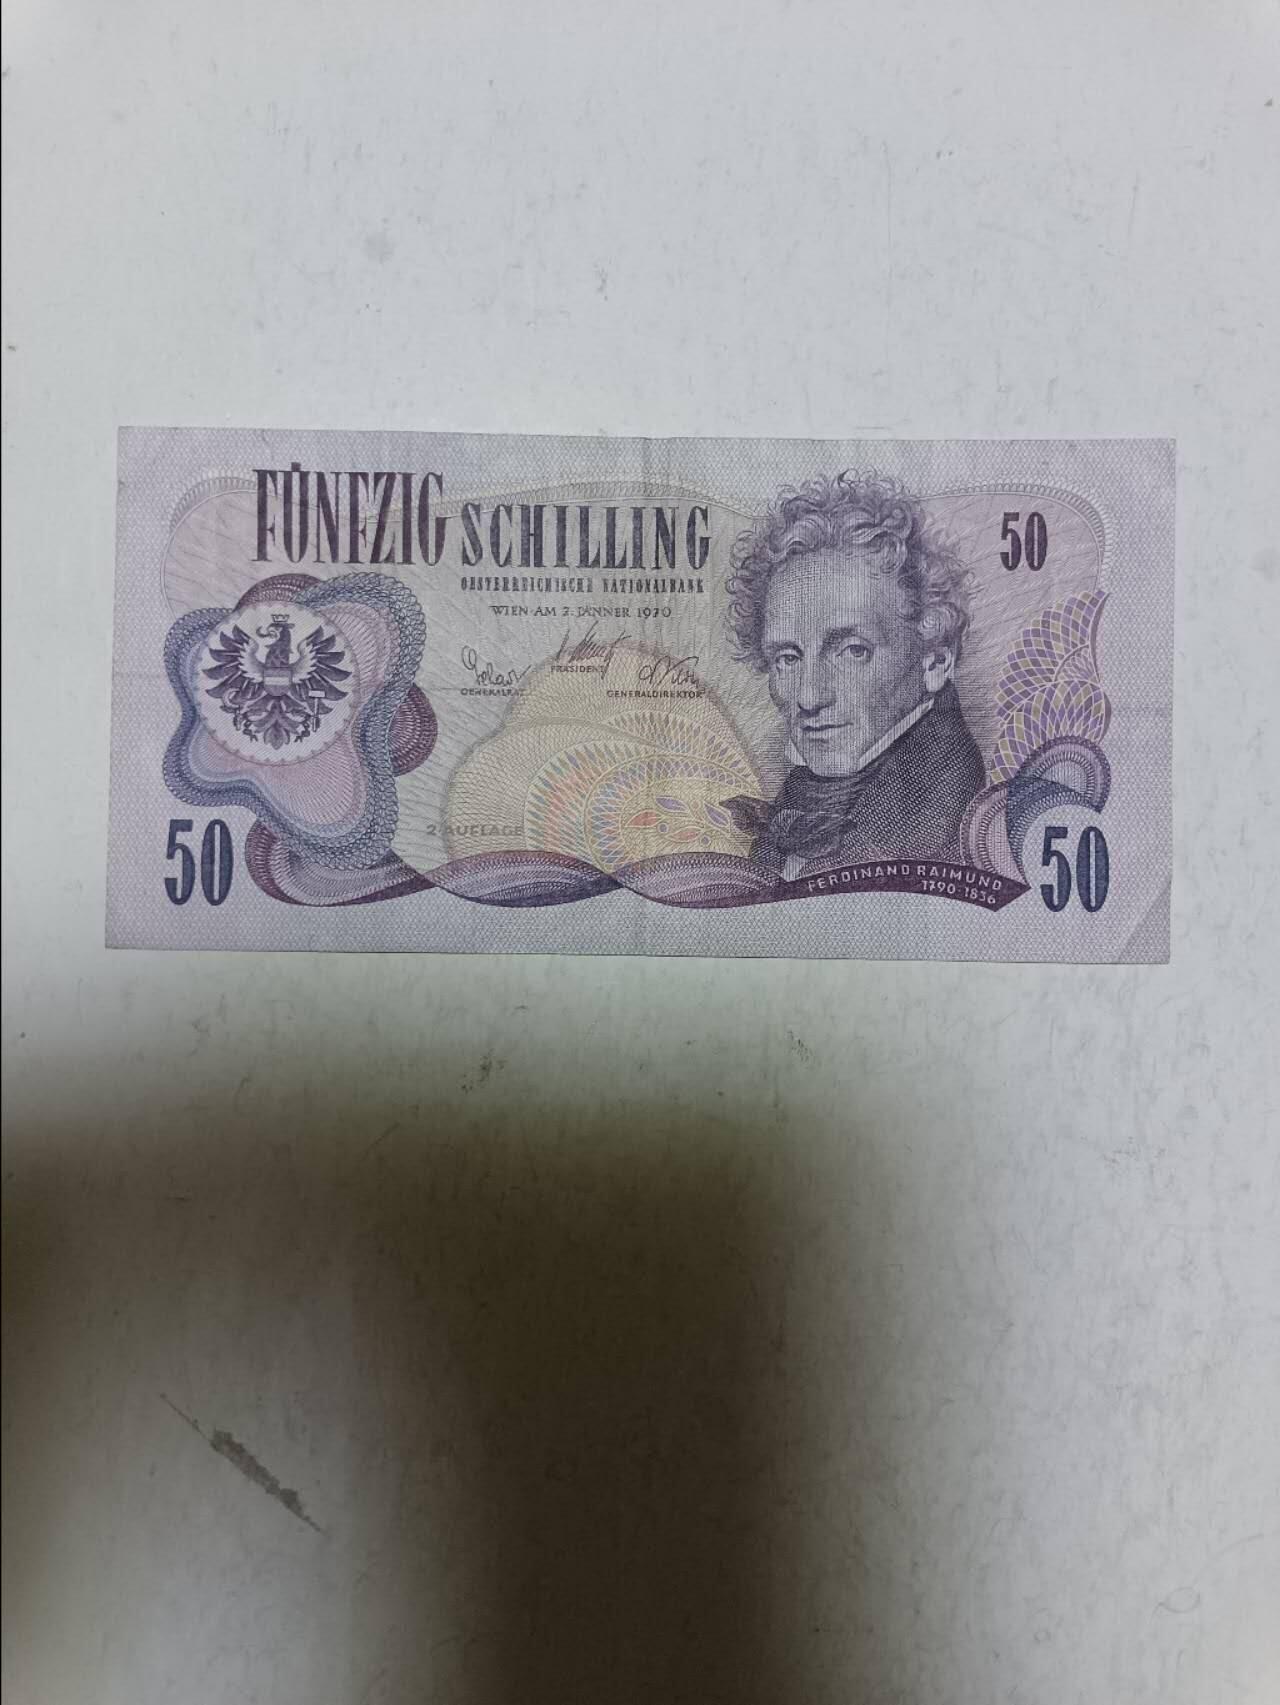 FÜNFZIG SCHILLING
50
OESTERREICHISCHE NATIONALBANK
WIEN·AM 2. JÄNNER 1970
GENERALRAT
PRÄSIDENT
GENERALDIREKTOR
2. AUFLAGE
50
FERDINAND RAIMUND
1790-1836
50